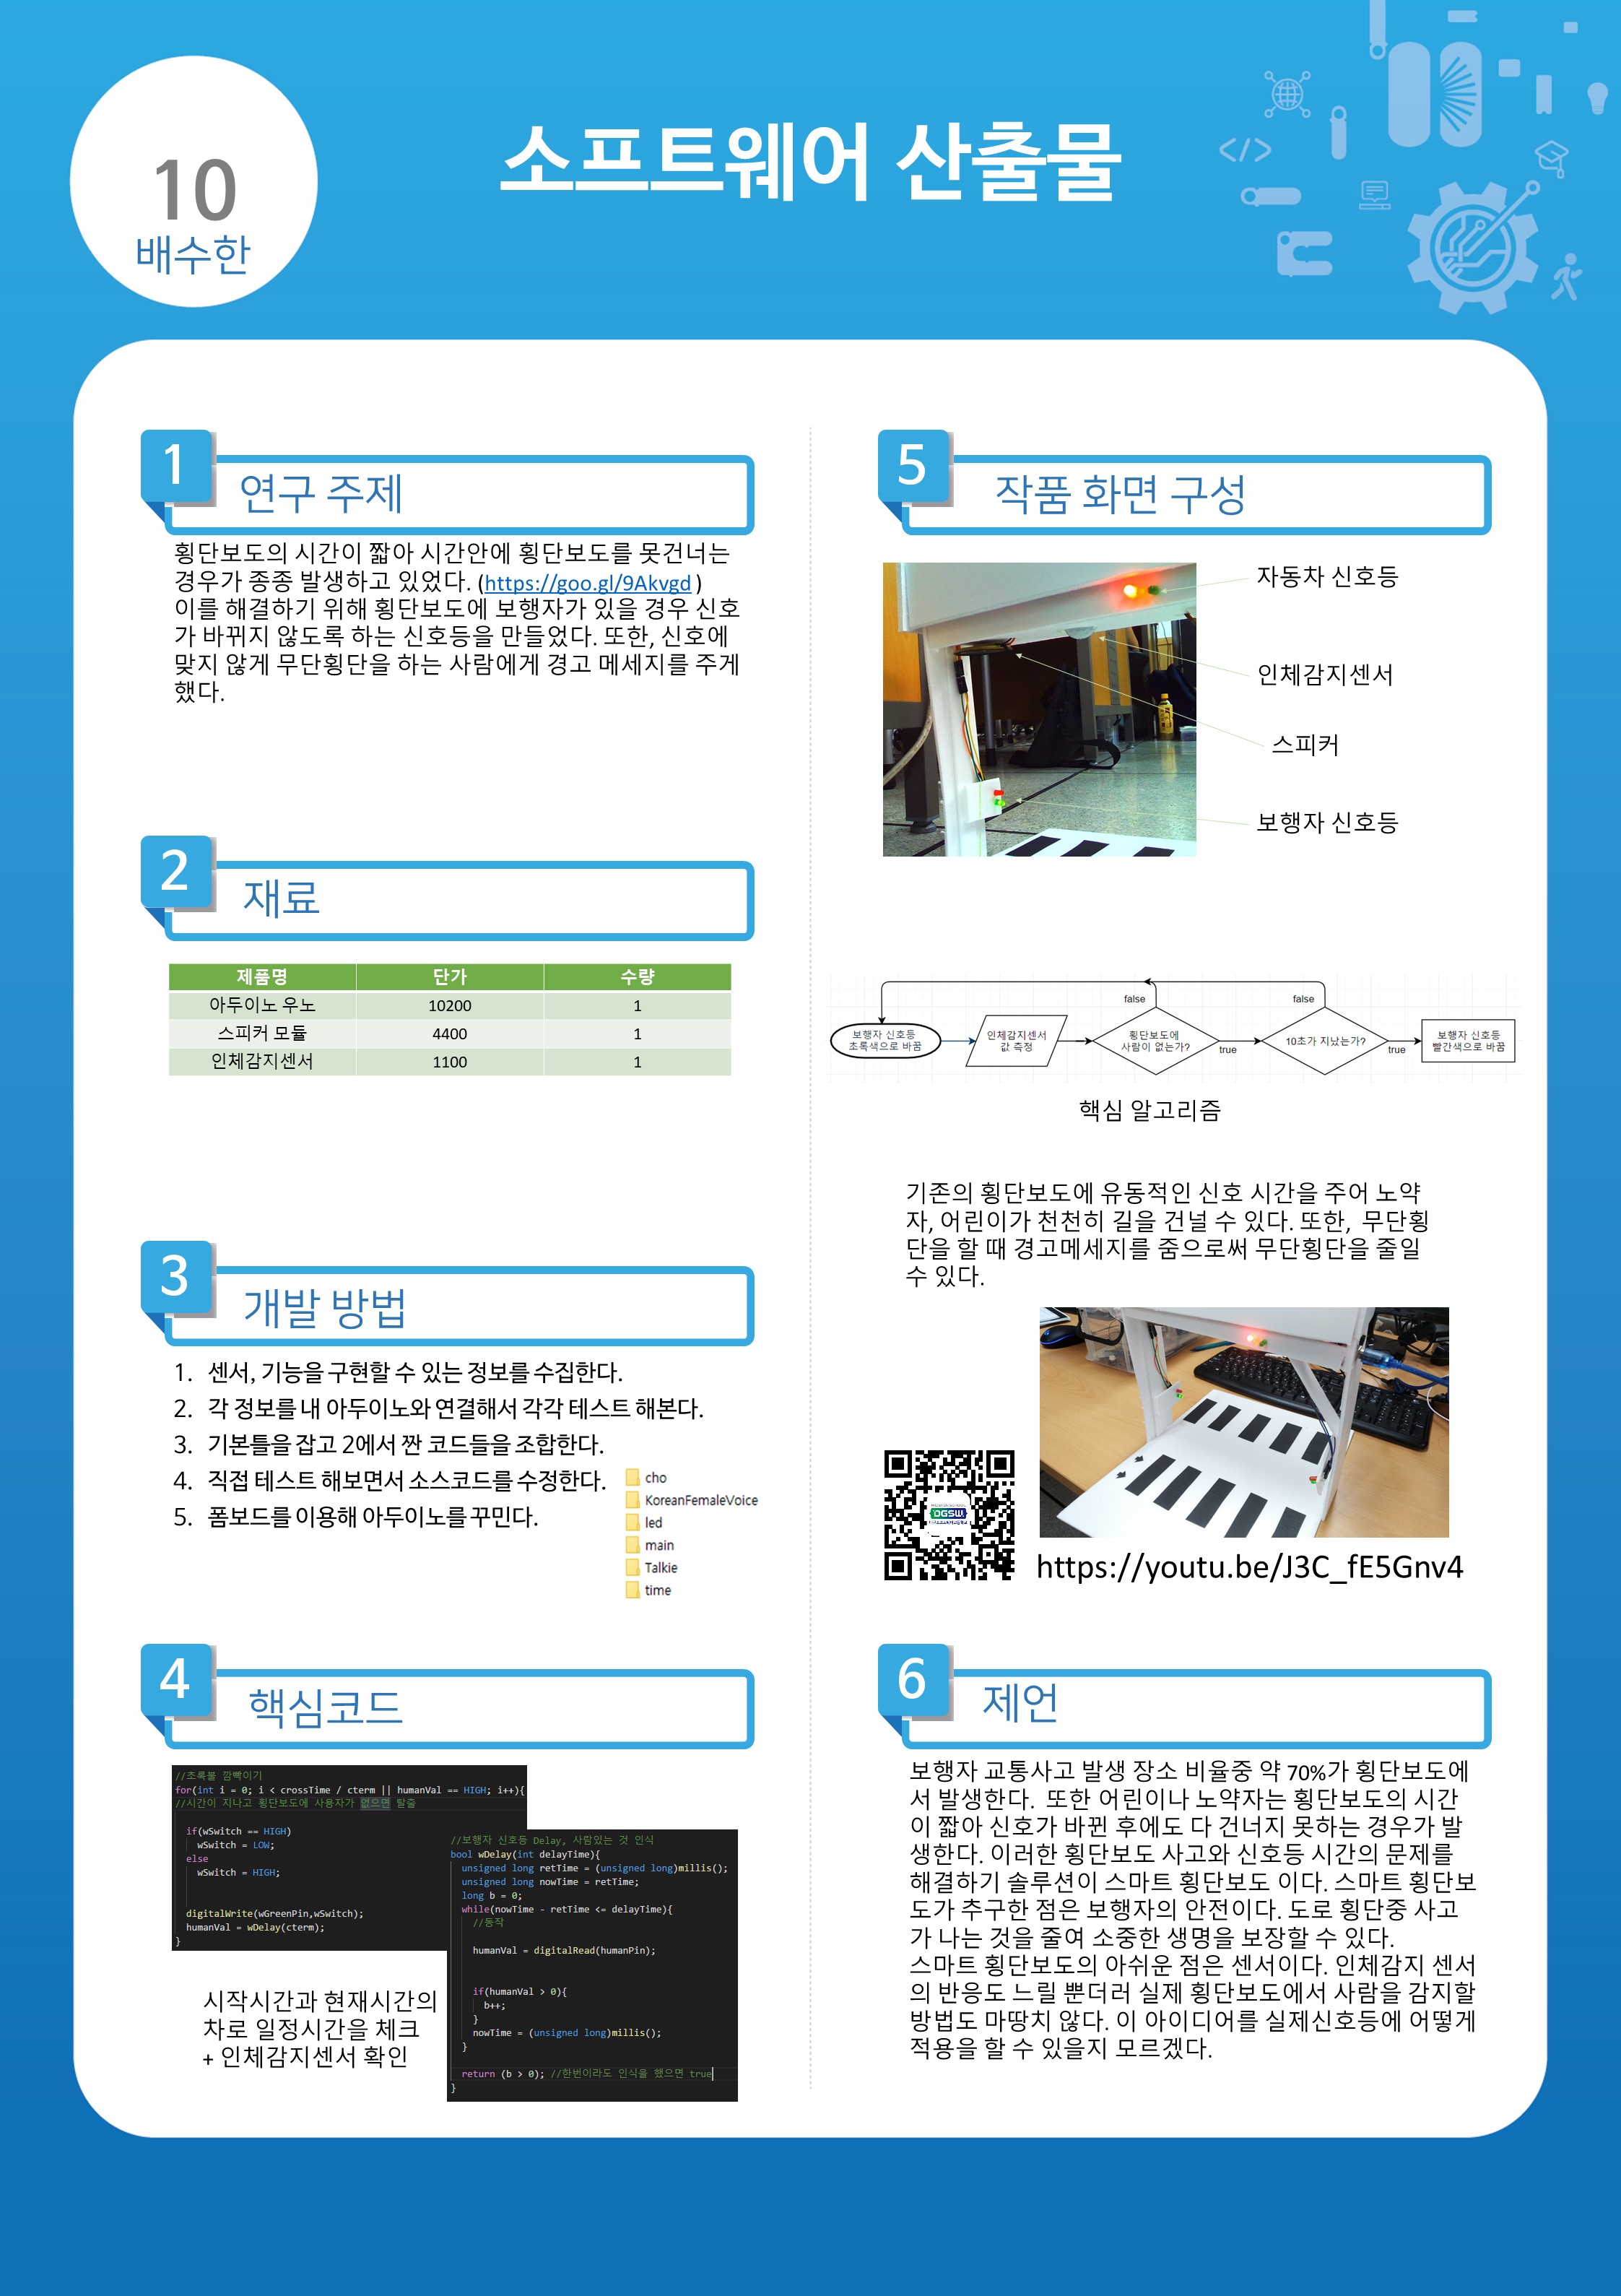 10
배수한
소프트웨어 산출물
1
연구 주제
횡단보도의 시간이 짧아 시간안에 횡단보도를 못건너는
경우가 종종 발생하고 있었다. (https://goo.gl/9Akvgd )
이를 해결하기 위해 횡단보도에 보행자가 있을 경우 신호
가 바뀌지 않도록 하는 신호등을 만들었다. 또한, 신호에
맞지 않게 무단횡단을 하는 사람에게 경고 메세지를 주게
했다.
2
재료
제품명 단가 수량
아두이노 우노 10200 1
스피커 모듈 4400 1
인체감지센서 1100 1
3
개발 방법
1. 센서, 기능을 구현할 수 있는 정보를 수집한다.
2. 각 정보를 내 아두이노와 연결해서 각각 테스트 해본다.
3. 기본틀을 잡고 2에서 짠 코드들을 조합한다.
4. 직접 테스트 해보면서 소스코드를 수정한다.
5. 폼보드를 이용해 아두이노를 꾸민다.
cho
KoreanFemaleVoice
led
main
Talkie
time
4
핵심코드
//초록불 깜빡이기
for(int i = 0; i < crossTime / cterm || humanVal == HIGH; i++){
//시간이 지나고 횡단보도에 사용자가 없으면 탈출
if(wSwitch == HIGH)
wSwitch = LOW;
else
wSwitch = HIGH;
digitalWrite(wGreenPin,wSwitch);
humanVal = wDelay(cterm);
}
//보행자 신호등 Delay, 사람있는 것 인식
bool wDelay(int delayTime){
unsigned long retTime = (unsigned long)millis();
unsigned long nowTime = retTime;
long b = 0;
while(nowTime - retTime <= delayTime){
//동작
humanVal = digitalRead(humanPin);
if(humanVal > 0){
b++;
}
nowTime = (unsigned long)millis();
}
return (b > 0); //한번이라도 인식을 했으면 true
}
시작시간과 현재시간의
차로 일정시간을 체크
+ 인체감지센서 확인
5
작품 화면 구성
자동차 신호등
인체감지센서
스피커
보행자 신호등
false
false
보행자 신호등
초록색으로 바꿈
인체감지센서
값 측정
횡단보도에
사람이 없는가?
true
10초가 지났는가?
true
보행자 신호등
빨간색으로 바꿈
핵심 알고리즘
기존의 횡단보도에 유동적인 신호 시간을 주어 노약
자, 어린이가 천천히 길을 건널 수 있다. 또한, 무단횡
단을 할 때 경고메세지를 줌으로써 무단횡단을 줄일
수 있다.
DGSW
https://youtu.be/J3C_fE5Gnv4
6
제언
보행자 교통사고 발생 장소 비율중 약 70%가 횡단보도에
서 발생한다. 또한 어린이나 노약자는 횡단보도의 시간
이 짧아 신호가 바뀐 후에도 다 건너지 못하는 경우가 발
생한다. 이러한 횡단보도 사고와 신호등 시간의 문제를
해결하기 솔루션이 스마트 횡단보도 이다. 스마트 횡단보
도가 추구한 점은 보행자의 안전이다. 도로 횡단중 사고
가 나는 것을 줄여 소중한 생명을 보장할 수 있다.
스마트 횡단보도의 아쉬운 점은 센서이다. 인체감지 센서
의 반응도 느릴 뿐더러 실제 횡단보도에서 사람을 감지할
방법도 마땅치 않다. 이 아이디어를 실제신호등에 어떻게
적용을 할 수 있을지 모르겠다.